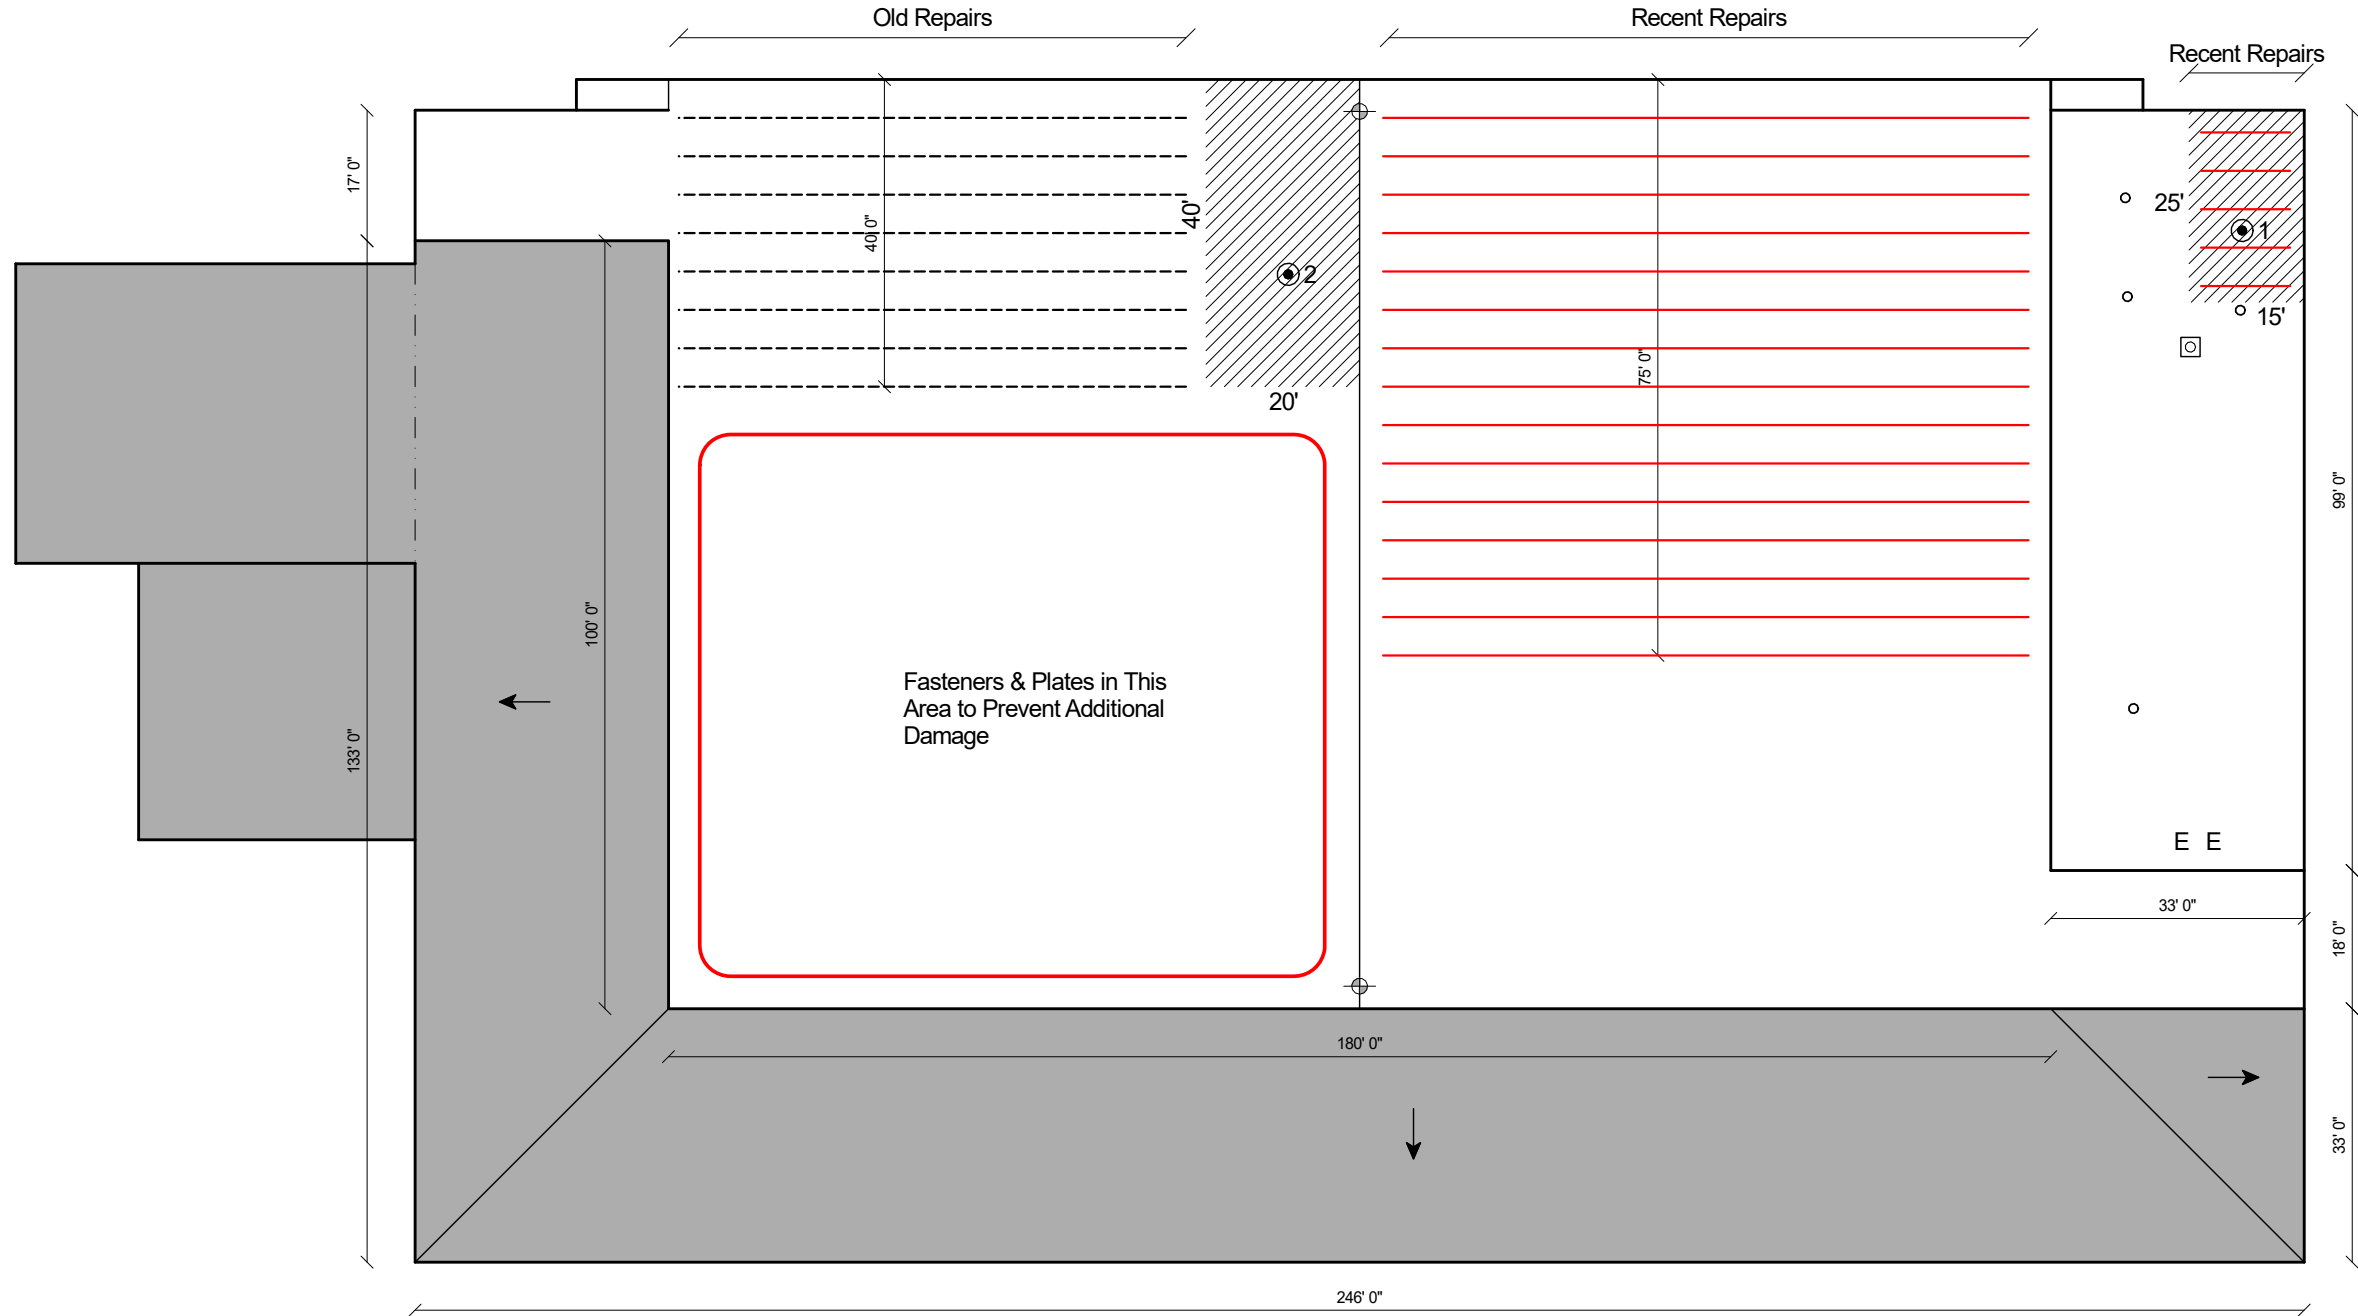 Old Repairs
Recent Repairs
Recent Repairs
17' 0"
40' 0"
40'
2
20'
75' 0"
25'
1
15'
99' 0"
100' 0"
133' 0"
Fasteners & Plates in This
Area to Prevent Additional
Damage
E E
33' 0"
18' 0"
180' 0"
33' 0"
246' 0"